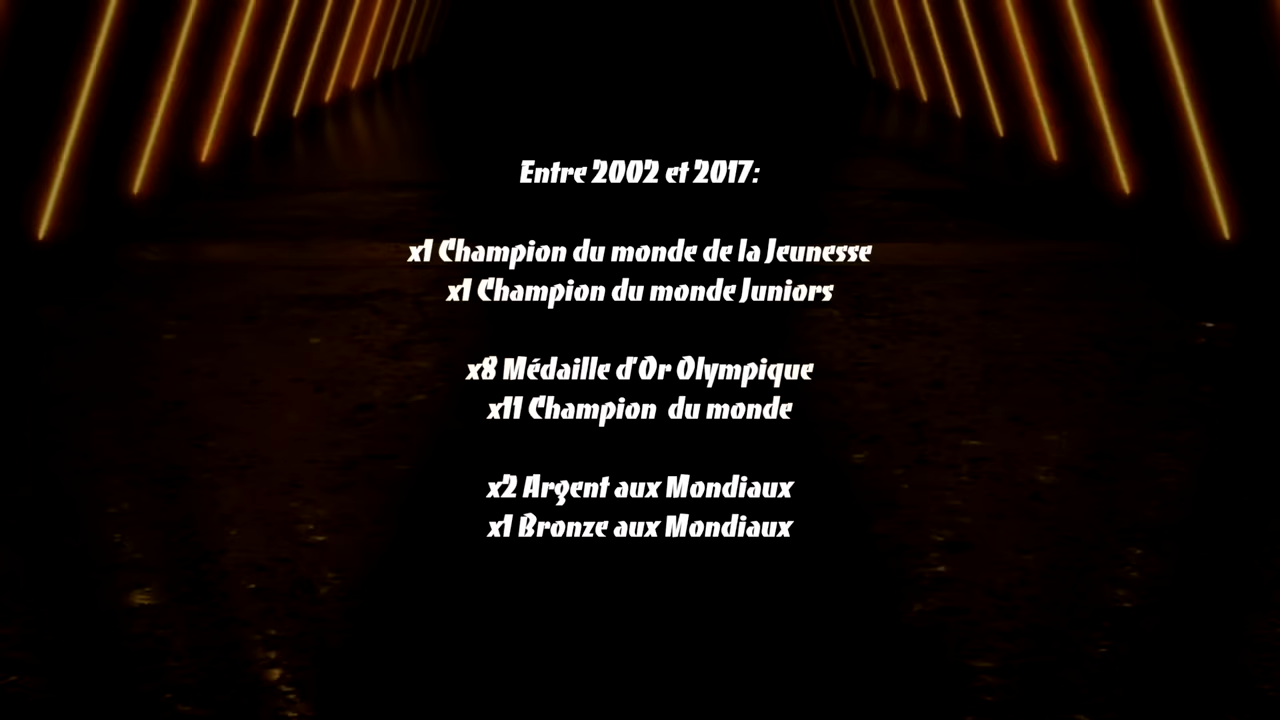 Entre 2002 et 2017:
x1 Champion du monde de la Jeunesse
x1 Champion du monde Juniors
x8 Médaille d'Or Olympique
x11 Champion du monde
x2 Argent aux Mondiaux
x1 Bronze aux Mondiaux